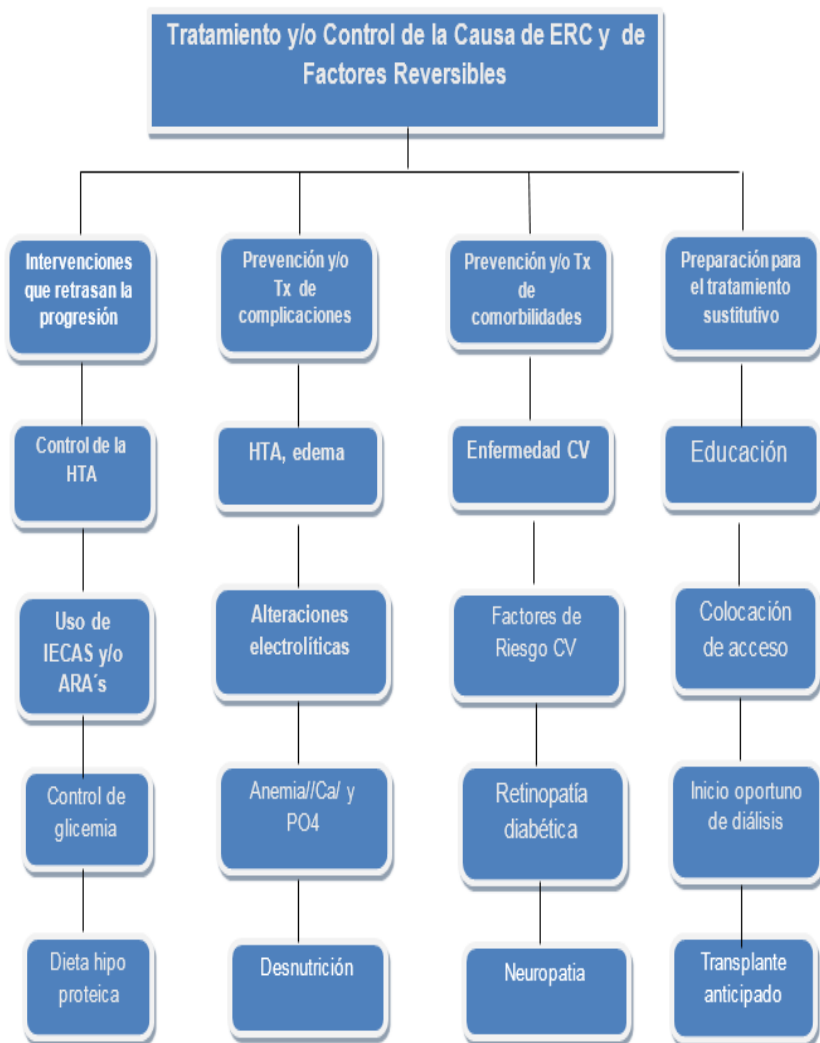 Tratamiento y/o Control de la Causa de ERC y de
Factores Reversibles
Intervenciones
que retrasan la
progresión
Control de la
HTA
Uso de
IECAS y/o
ARA´s
Control de
glicemia
Dieta hipo
proteica
Prevención y/o
Tx de
complicaciones
HTA, edema
Alteraciones
electrolíticas
Anemia//Ca/ y
PO4
Desnutrición
Prevención y/o Tx
de
comorbilidades
Enfermedad CV
Factores de
Riesgo CV
Retinopatía
diabética
Neuropatia
Preparación para
el tratamiento
sustitutivo
Educación
Colocación
de acceso
Inicio oportuno
de diálisis
Transplante
anticipado